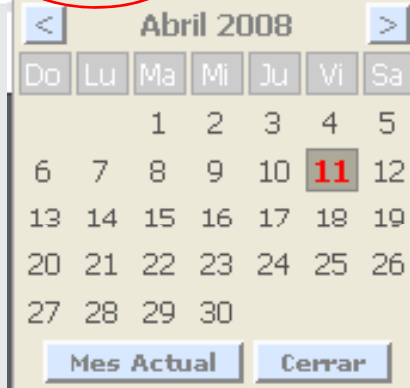 < Abril 2008 >
Do Lu Ma Mi Ju Vi Sa
1 2 3 4 5
6 7 8 9 10 11 12
13 14 15 16 17 18 19
20 21 22 23 24 25 26
27 28 29 30
Mes Actual Cerrar